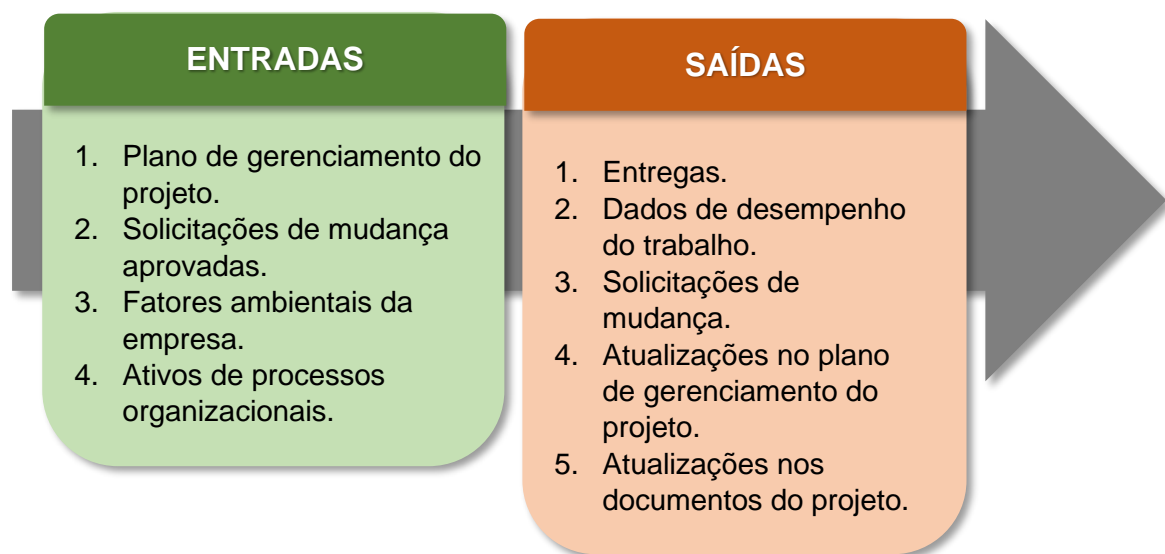 ENTRADAS
1. Plano de gerenciamento do
projeto.
2. Solicitações de mudança
aprovadas.
3. Fatores ambientais da
empresa.
4. Ativos de processos
organizacionais.
SAÍDAS
1. Entregas.
2. Dados de desempenho
do trabalho.
3. Solicitações de
mudança.
4. Atualizações no plano
de gerenciamento do
projeto.
5. Atualizações nos
documentos do projeto.